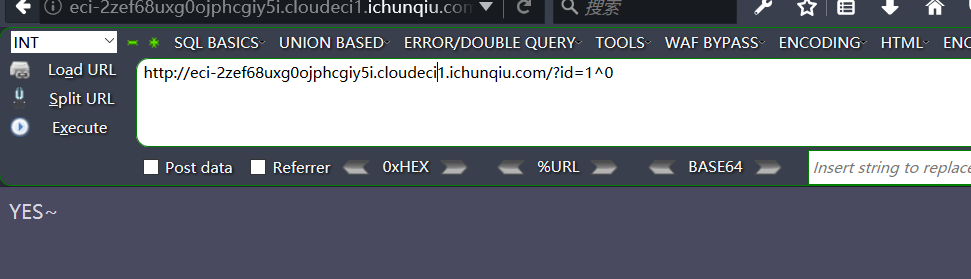 eci-2zef68uxg0ojphcgiy5i.cloudeci1.ichunqiu.com
搜索
INT
SQL BASICS UNION BASED ERROR/DOUBLE QUERY TOOLS WAF BYPASS ENCODING HTML ENC
Load URL
http://eci-2zef68uxg0ojphcgiy5i.cloudeci1.ichunqiu.com/?id=1^0
Split URL
Execute
Post data Referrer 0xHEX %URL BASE64 Insert string to replace
YES~